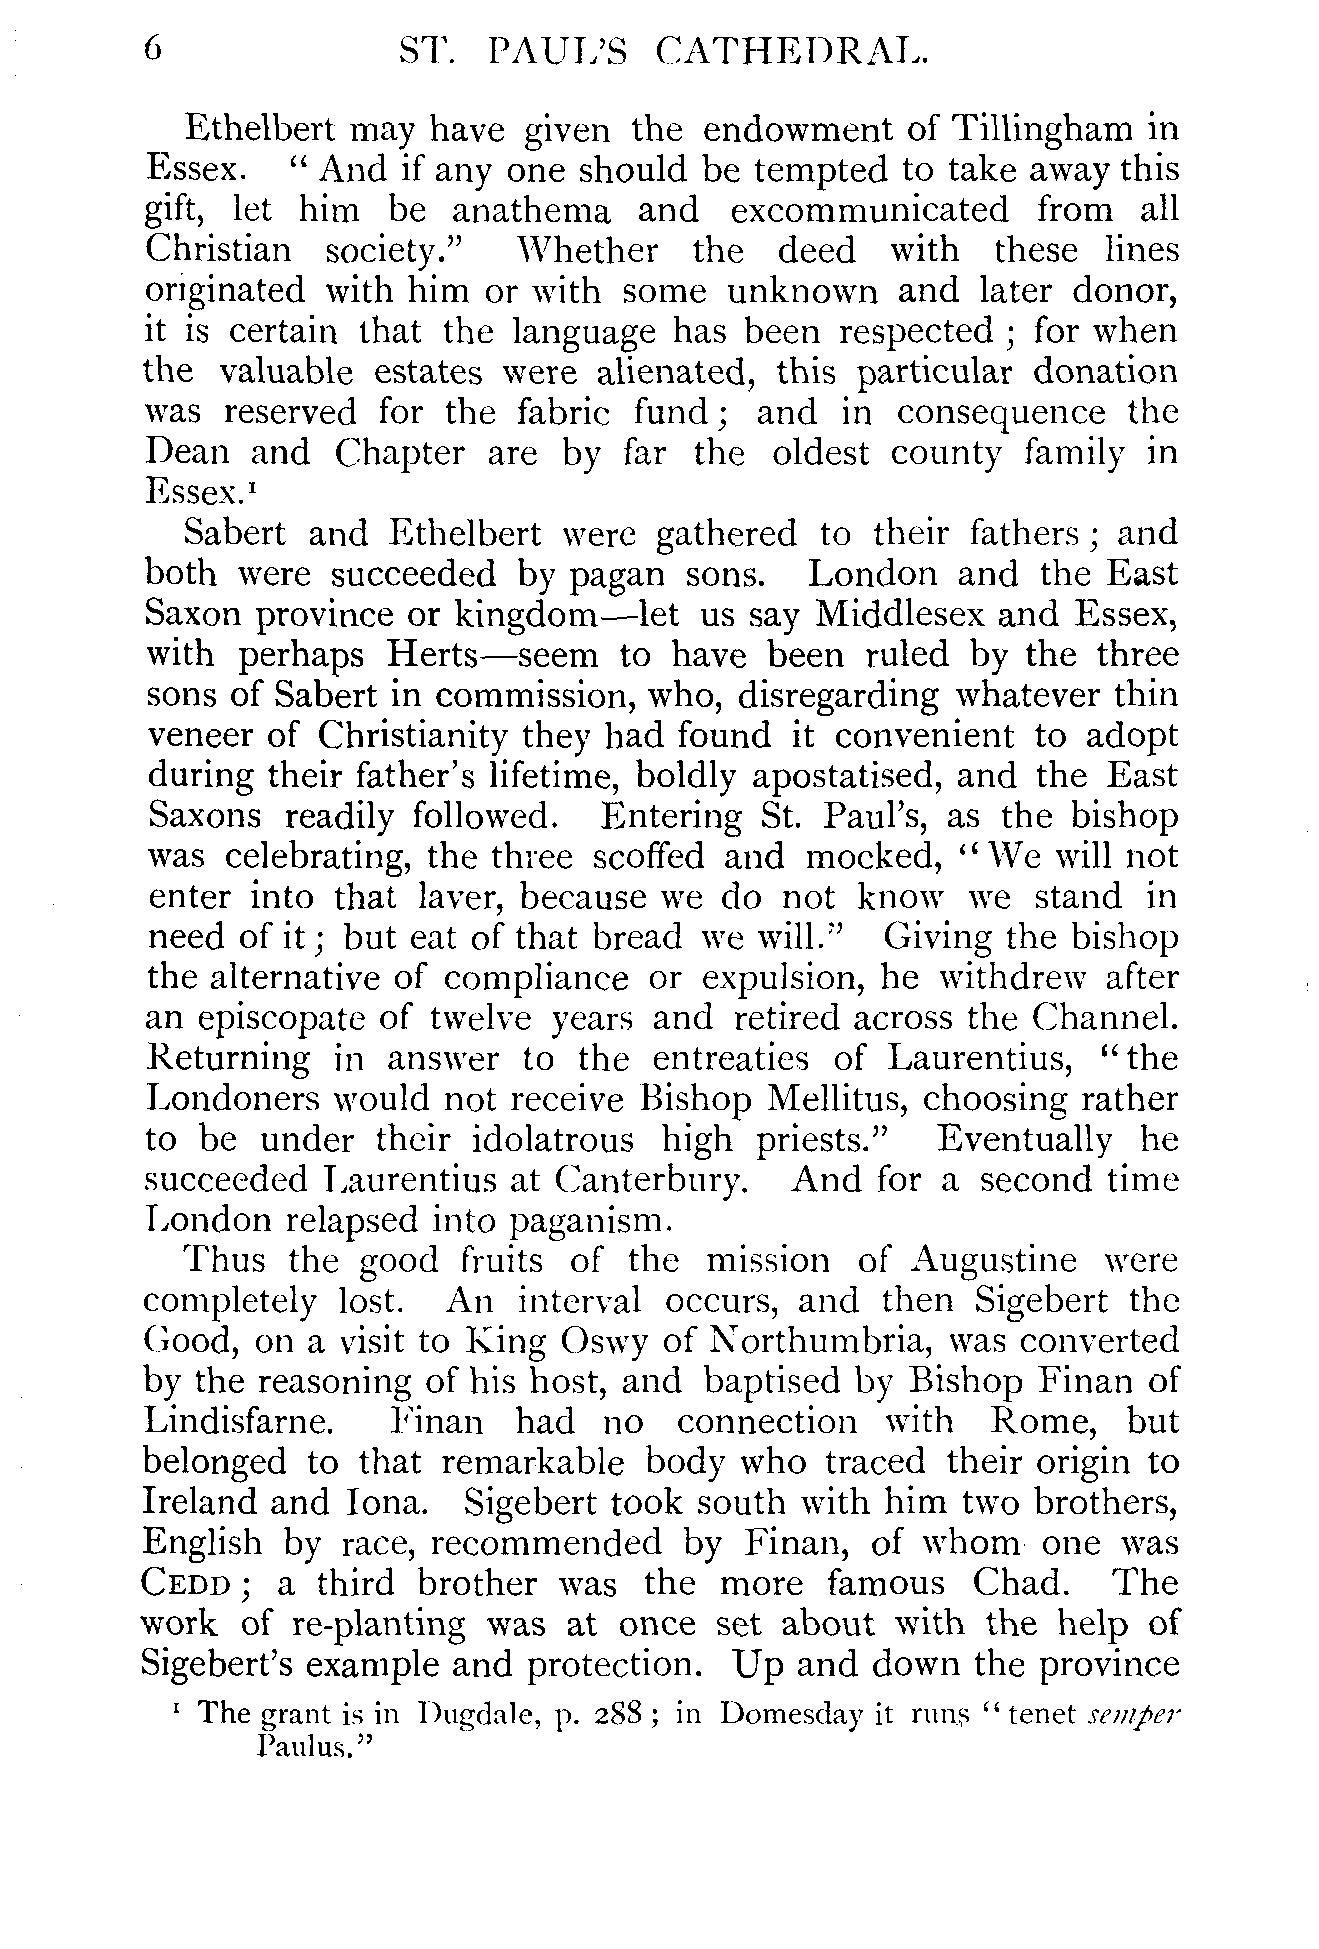 6 ST. PAUL'S CATHEDRAL.
Ethelbert may have given the endowment of Tillingham in
Essex. “ And if any one should be tempted to take away this
gift, let him be anathema and excommunicated from all
Christian society.” Whether the deed with these lines
originated with him or with some unknown and later donor,
it is certain that the language has been respected ; for when
the valuable estates were alienated, this particular donation
was reserved for the fabric fund ; and in consequence the
Dean and Chapter are by far the oldest county family in
Essex.¹
Sabert and Ethelbert were gathered to their fathers ; and
both were succeeded by pagan sons. London and the East
Saxon province or kingdom—let us say Middlesex and Essex,
with perhaps Herts—seem to have been ruled by the three
sons of Sabert in commission, who, disregarding whatever thin
veneer of Christianity they had found it convenient to adopt
during their father's lifetime, boldly apostatised, and the East
Saxons readily followed. Entering St. Paul's, as the bishop
was celebrating, the three scoffed and mocked, “ We will not
enter into that laver, because we do not know we stand in
need of it ; but eat of that bread we will.” Giving the bishop
the alternative of compliance or expulsion, he withdrew after
an episcopate of twelve years and retired across the Channel.
Returning in answer to the entreaties of Laurentius, “ the
Londoners would not receive Bishop Mellitus, choosing rather
to be under their idolatrous high priests.” Eventually he
succeeded Laurentius at Canterbury. And for a second time
London relapsed into paganism.
Thus the good fruits of the mission of Augustine were
completely lost. An interval occurs, and then Sigebert the
Good, on a visit to King Oswy of Northumbria, was converted
by the reasoning of his host, and baptised by Bishop Finan of
Lindisfarne. Finan had no connection with Rome, but
belonged to that remarkable body who traced their origin to
Ireland and Iona. Sigebert took south with him two brothers,
English by race, recommended by Finan, of whom one was
CEDD ; a third brother was the more famous Chad. The
work of re-planting was at once set about with the help of
Sigebert's example and protection. Up and down the province
¹ The grant is in Dugdale, p. 288 ; in Domesday it runs “ tenet semper
Paulus.”